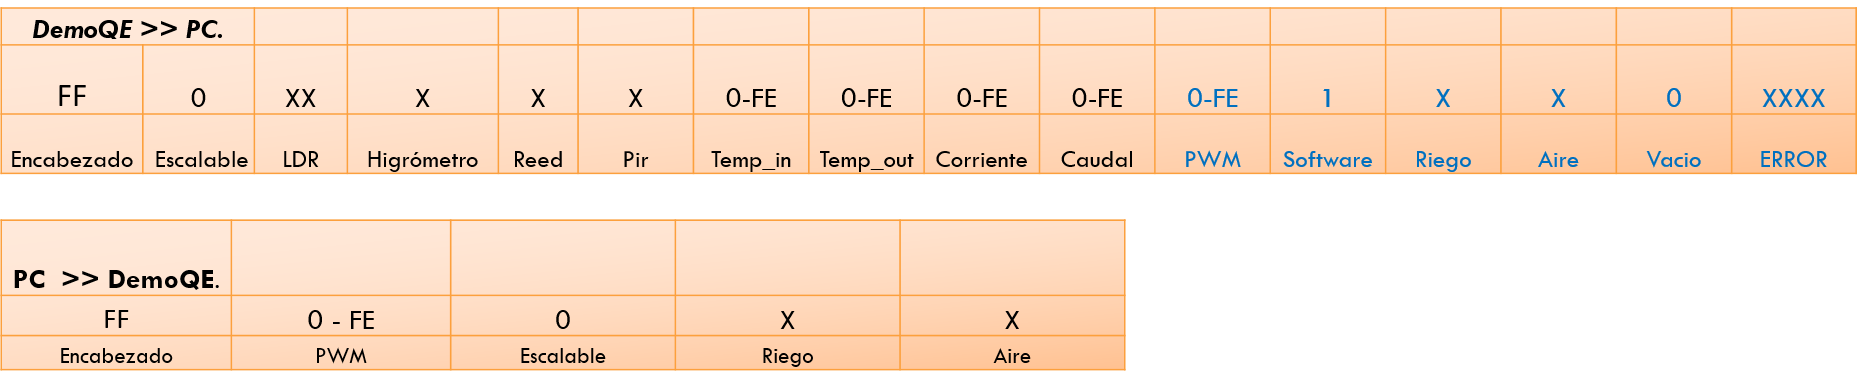 DemoQE >> PC.
FF 0 XX X X X 0-FE 0-FE 0-FE 0-FE 0-FE 1 X X 0 XXXX
Encabezado Escalable LDR Higrómetro Reed Pir Temp_in Temp_out Corriente Caudal PWM Software Riego Aire Vacio ERROR
PC >> DemoQE.
FF 0 - FE 0 X X
Encabezado PWM Escalable Riego Aire